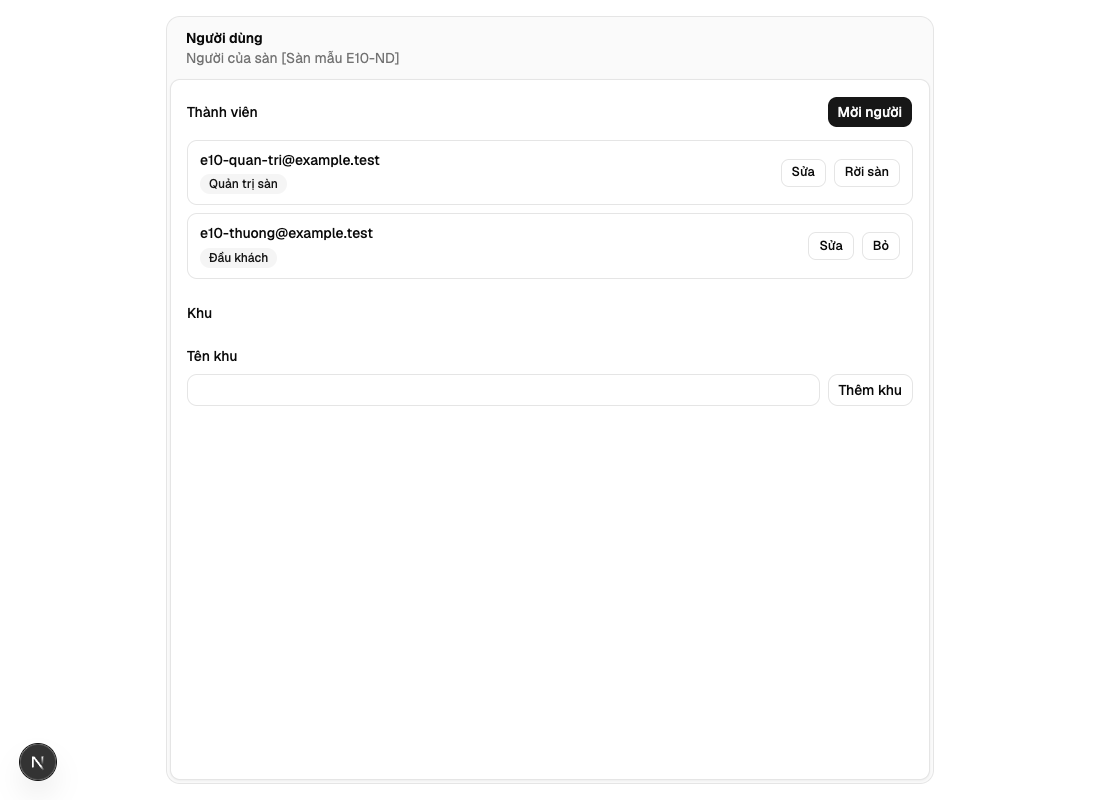 Người dùng
Người của sàn [Sàn mẫu E10-ND]
Thành viên
Mời người
e10-quan-tri@example.test
Quản trị sàn
Sửa
Rời sàn
e10-thuong@example.test
Đầu khách
Sửa
Bỏ
Khu
Tên khu
Thêm khu
N